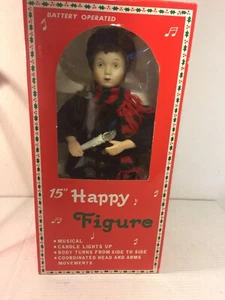 BATTERY OPERATED
15" Happy
Figure
• MUSICAL
• CANDLE LIGHTS UP
• BODY TURNS FROM SIDE TO SIDE
• COORDINATED HEAD AND ARMS
MOVEMENTS